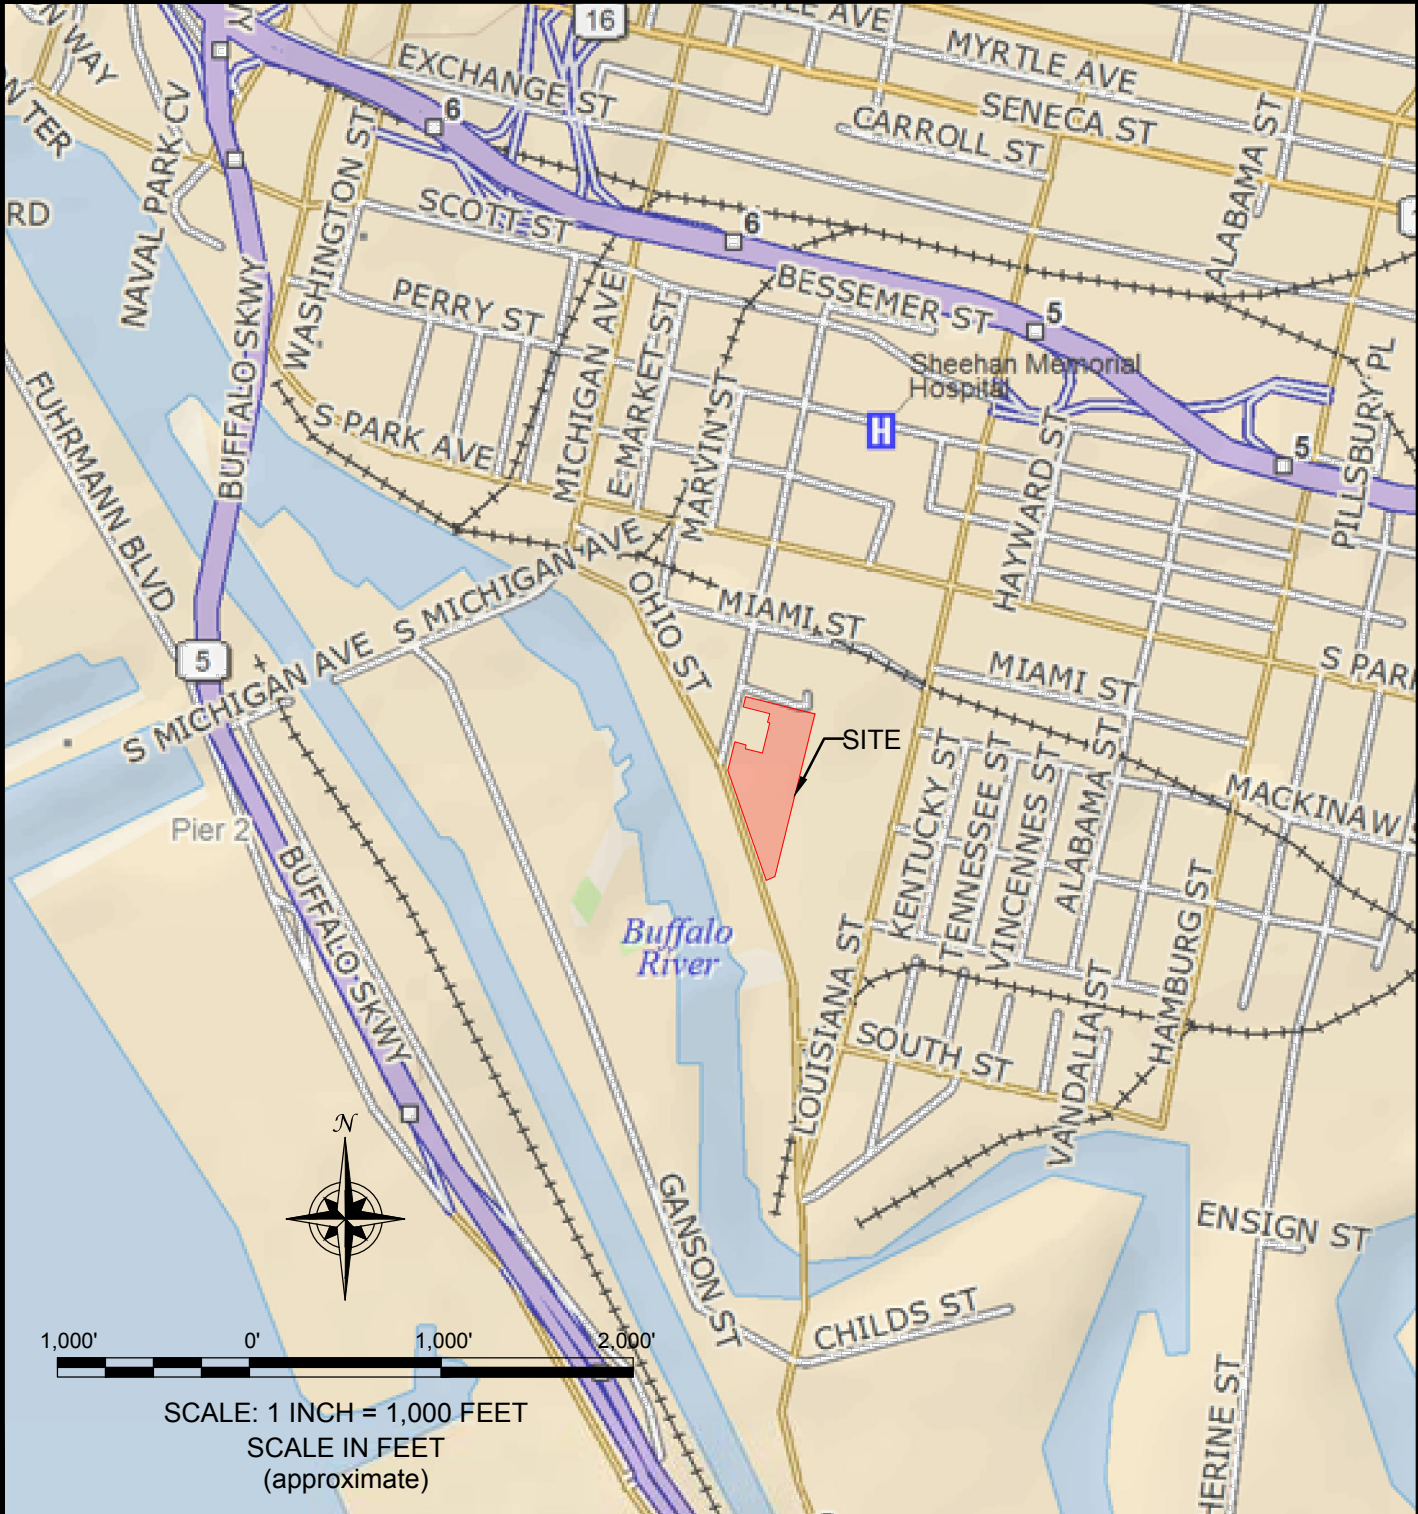 16
MYRTLE AVE
EXCHANGE ST
SENECA ST
CARROLL ST
ALABAMA ST
N WAY
N TER
RD
NAVAL PARK CV
WASHINGTON ST
6
SCOTT ST
6
BESSEMER ST
5
PERRY ST
Sheehan Memorial
Hospital
H
MICHIGAN AVE
E MARKET ST
MARVIN ST
HAYWARD ST
5
PILLSBURY PL
BUFFALO SKWY
FUHRMANN BLVD
S PARK AVE
S MICHIGAN AVE
OHIO ST
MIAMI ST
5
S MICHIGAN AVE
MIAMI ST
S PARK
SITE
KENTUCKY ST
TENNESSEE ST
VINCENNES ST
ALABAMA ST
MACKINAW S
Pier 2
BUFFALO SKWY
Buffalo
River
LOUISIANA ST
HAMBURG ST
SOUTH ST
VANDALIA ST
N
GANSON ST
ENSIGN ST
CHILDS ST
HERINE ST
1,000' 0' 1,000' 2,000'
SCALE: 1 INCH = 1,000 FEET
SCALE IN FEET
(approximate)